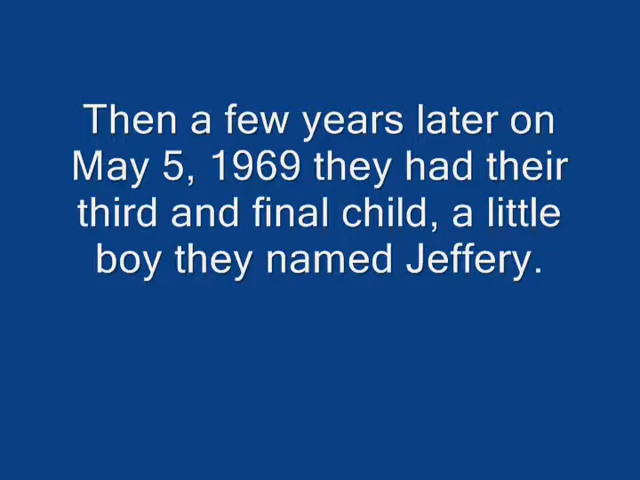 Then a few years later on
May 5, 1969 they had their
third and final child, a little
boy they named Jeffery.